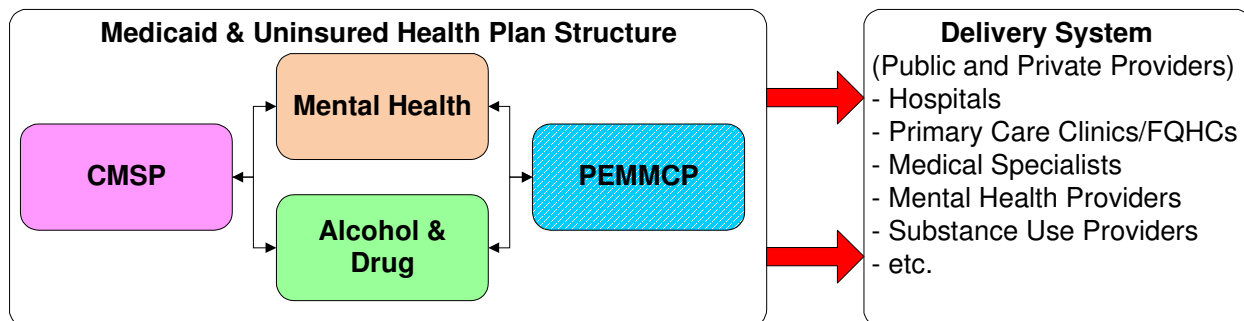 Medicaid & Uninsured Health Plan Structure
Mental Health
CMSP
PEMMCP
Alcohol &
Drug
Delivery System
(Public and Private Providers)
- Hospitals
- Primary Care Clinics/FQHCs
- Medical Specialists
- Mental Health Providers
- Substance Use Providers
- etc.